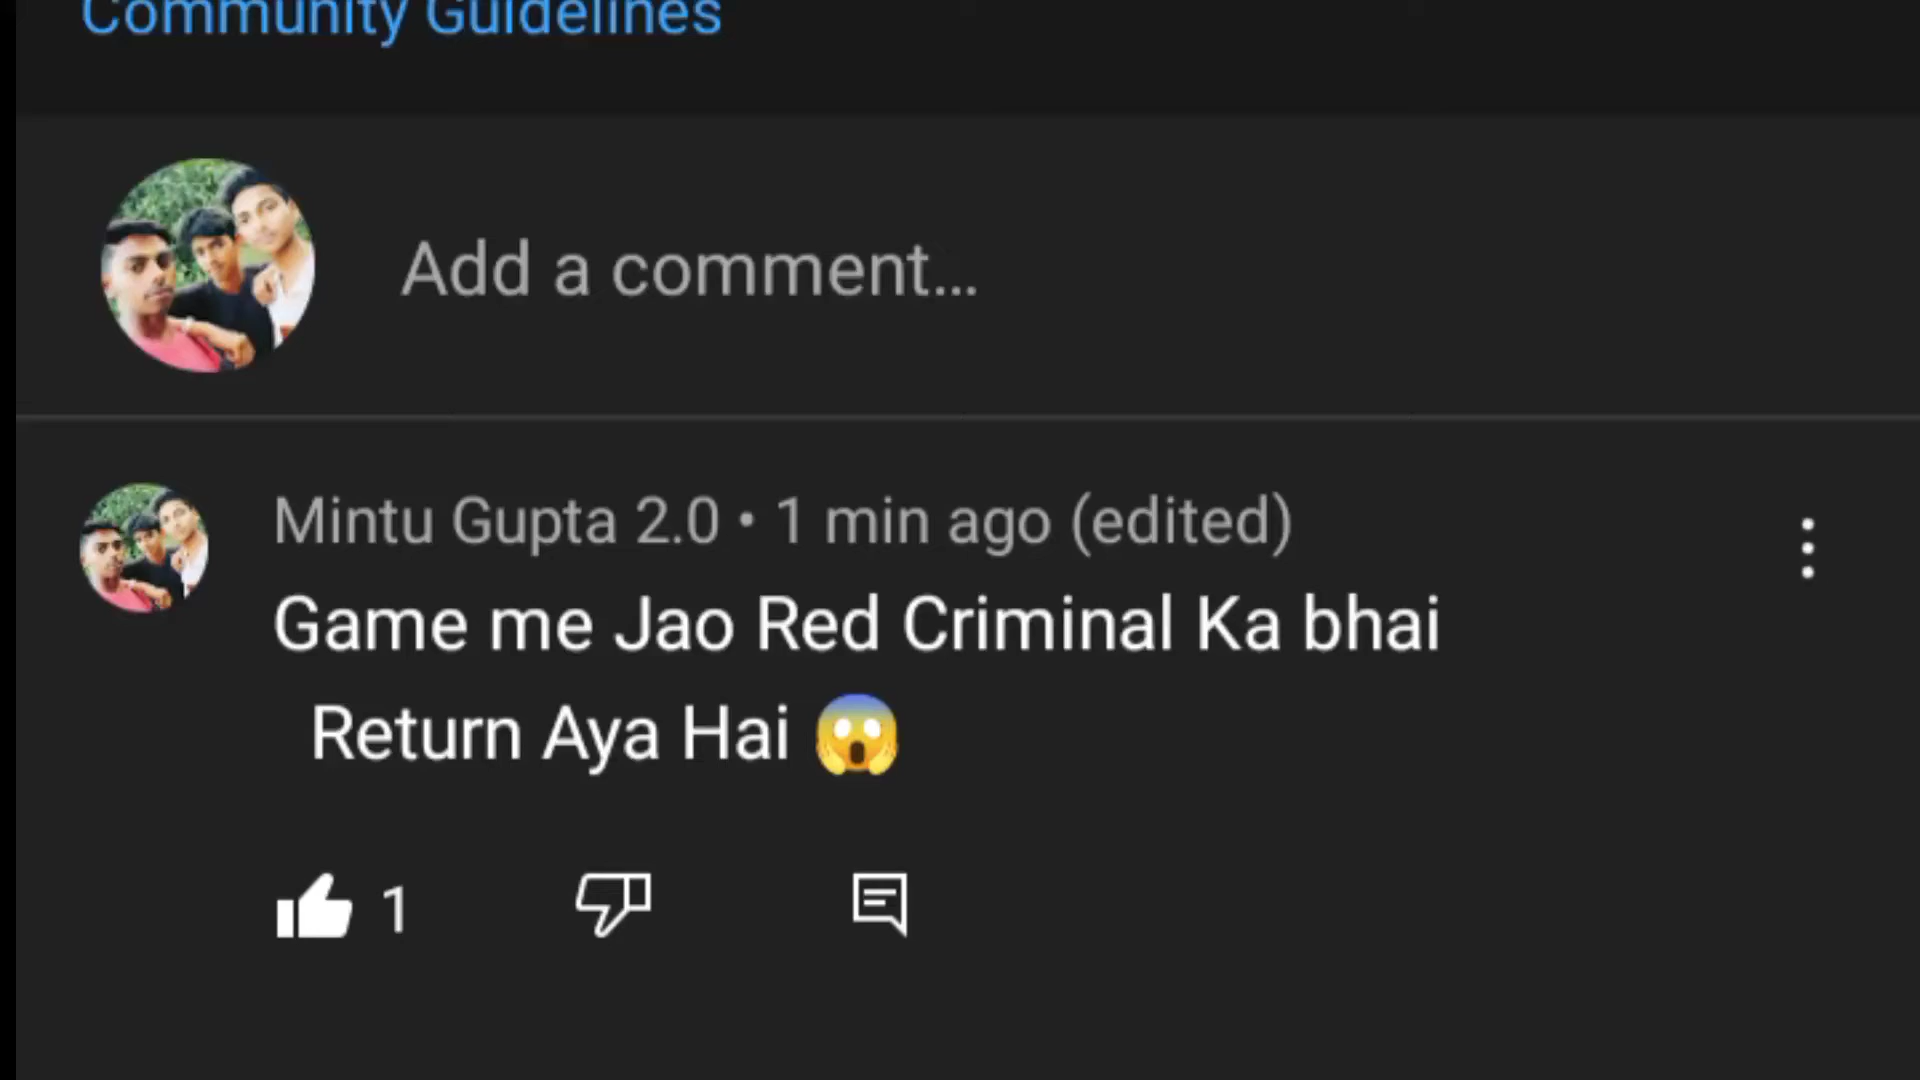 Community Guidelines
Add a comment...
Mintu Gupta 2.0 • 1 min ago (edited)
Game me Jao Red Criminal Ka bhai
Return Aya Hai 😱
1